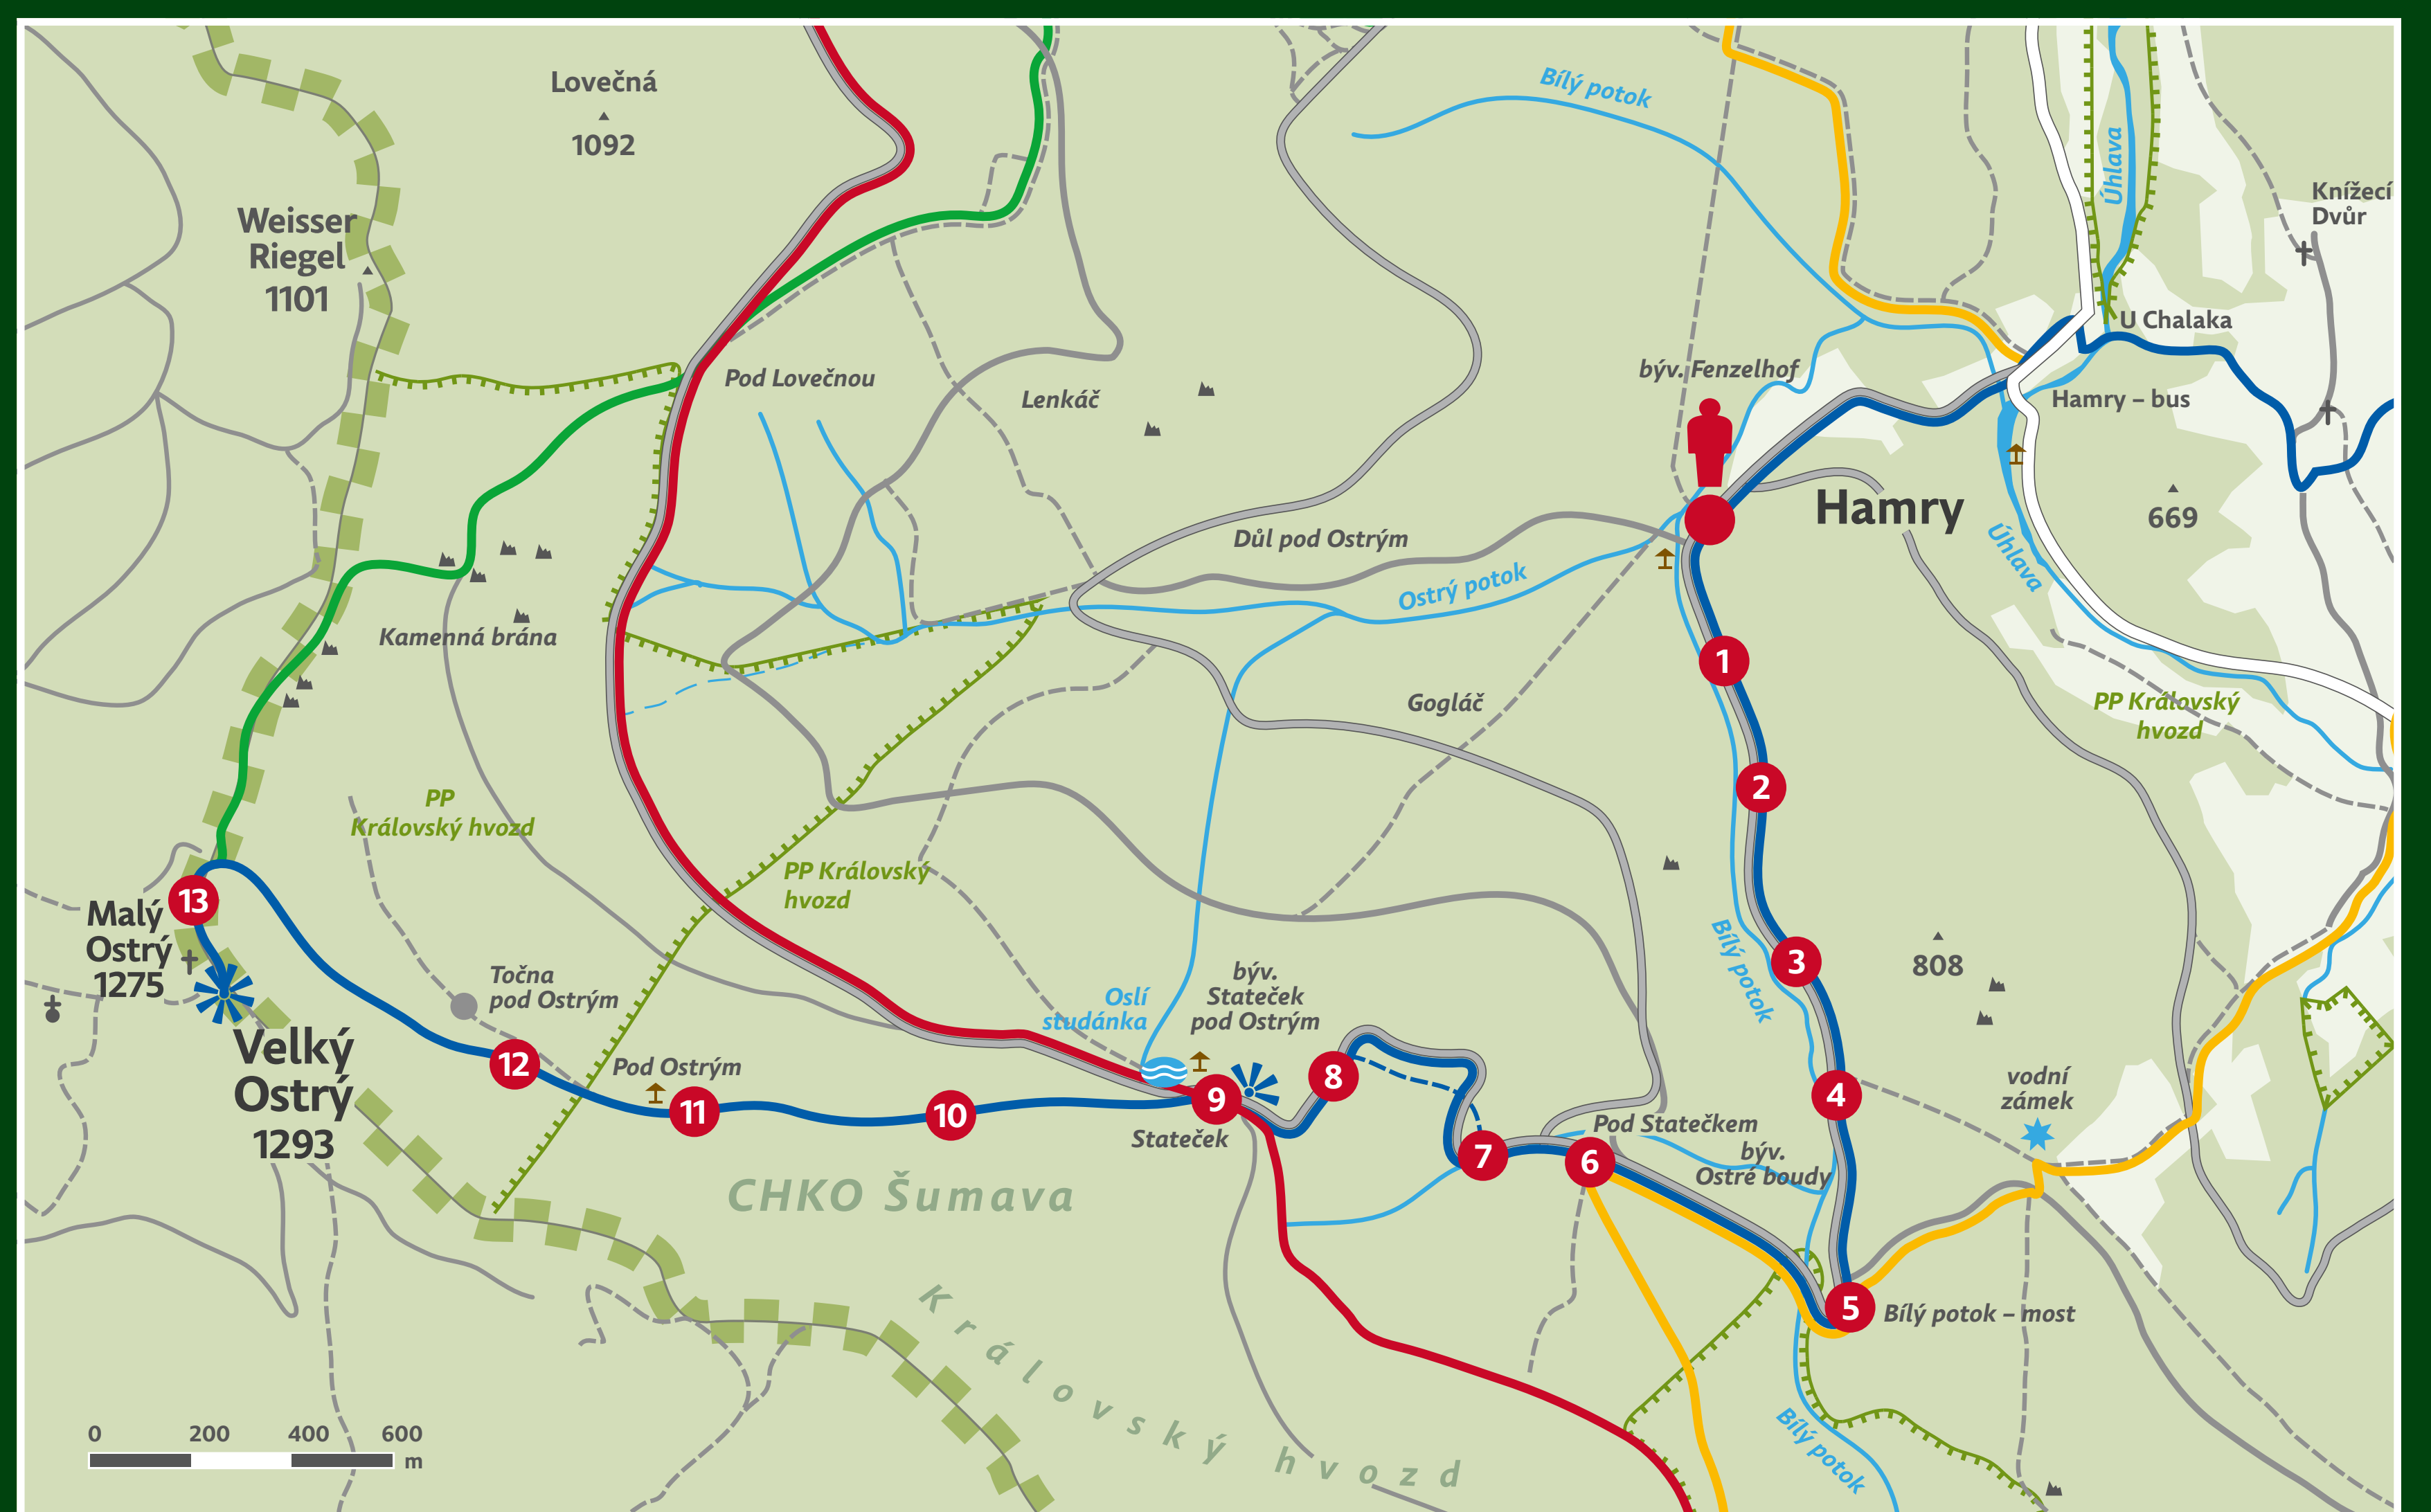 Lovečná
1092
Bílý potok
Úhlava
Knížecí
Dvůr
Weisser
Riegel
1101
U Chalaka
Pod Lovečnou
Lenkáč
býv. Fenzelhof
Hamry – bus
Hamry
669
Důl pod Ostrým
Ostrý potok
Úhlava
Kamenná brána
1
Gogláč
PP Královský
hvozd
2
PP
Královský hvozd
PP Královský
hvozd
13
Malý
Ostrý
1275
Bílý potok
3
808
Točna
pod Ostrým
Oslí
studánka
býv.
Stateček
pod Ostrým
Velký
Ostrý
1293
12
Pod Ostrým
11
10
9
8
Stateček
7
6
Pod Statečkem
býv.
Ostré boudy
4
vodní
zámek
CHKO Šumava
5
Bílý potok – most
Královský hvozd
Bílý potok
0 200 400 600
m